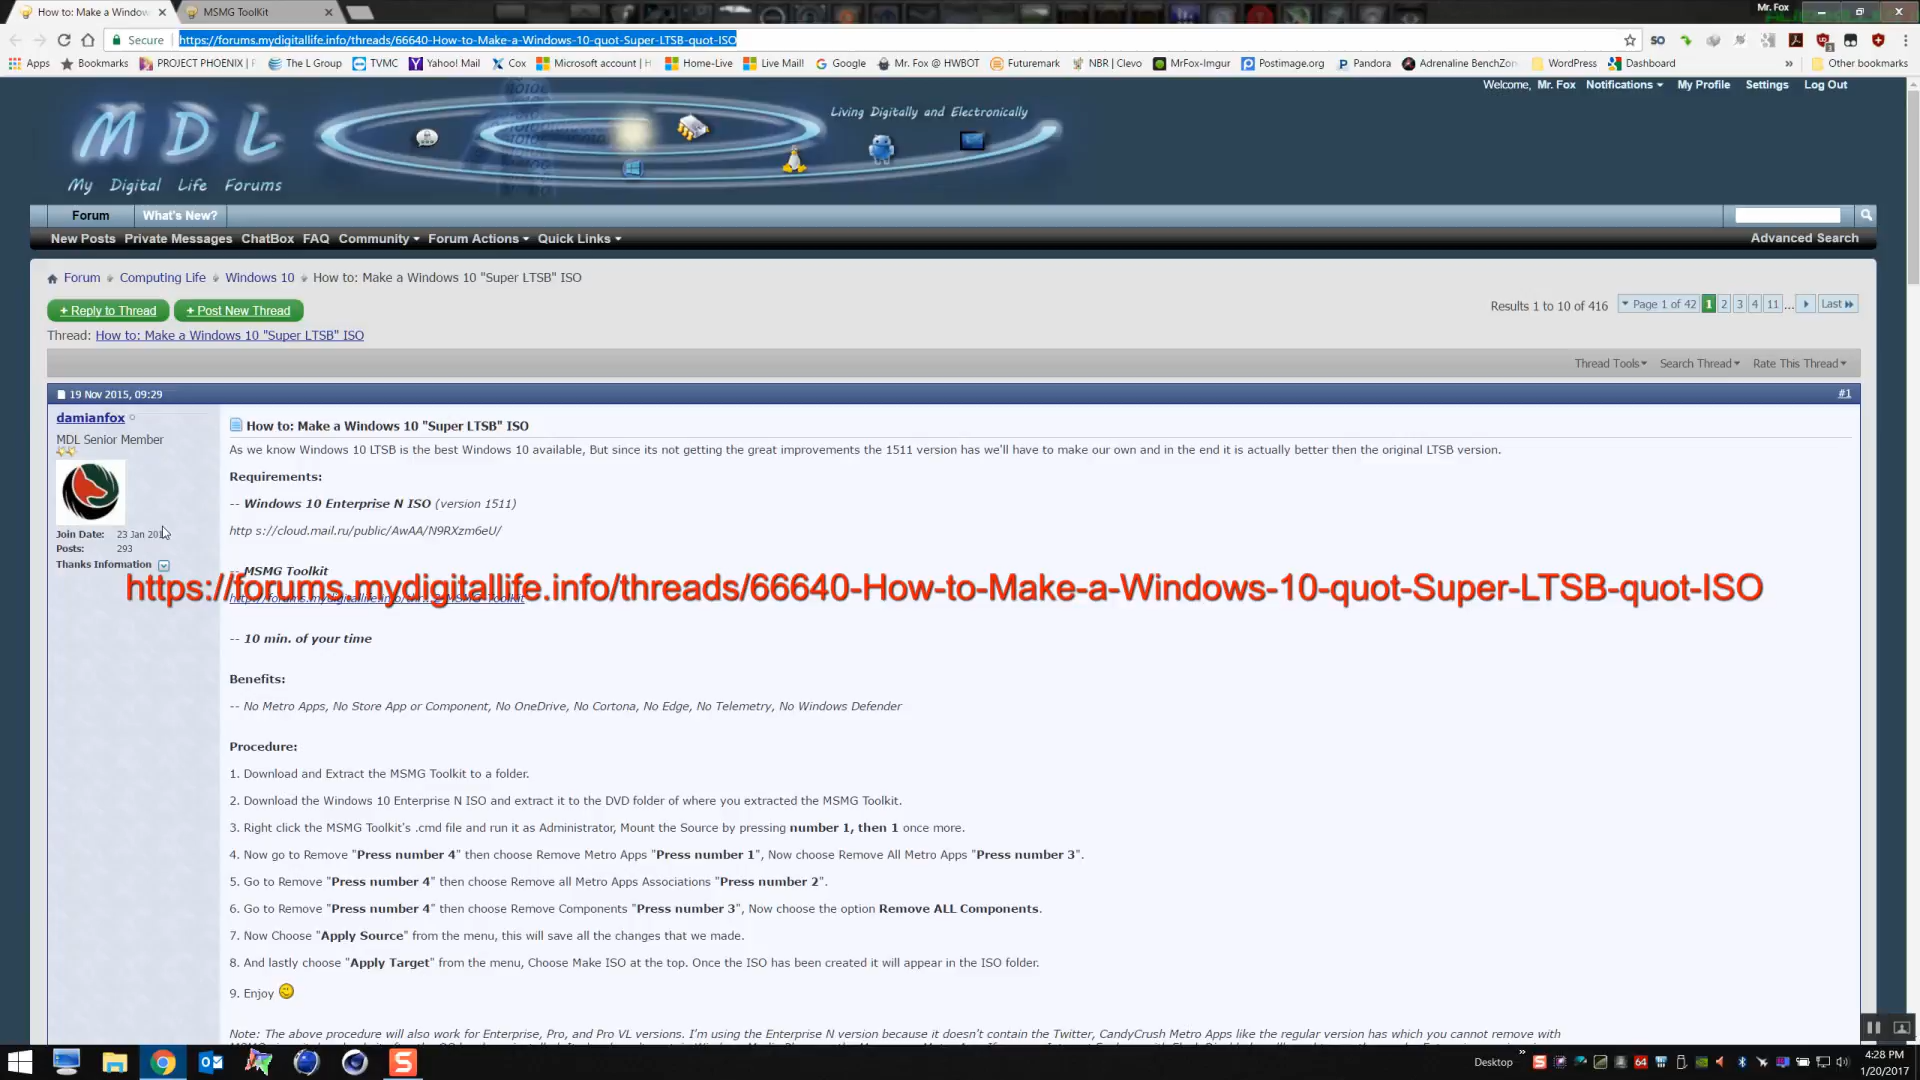 How to: Make a Window
MSMG ToolKit
Mr. Fox
Secure
https://forums.mydigitallife.info/threads/66640-How-to-Make-a-Windows-10-quot-Super-LTSB-quot-ISO
Apps Bookmarks PROJECT PHOENIX | The L Group TVMC Yahoo! Mail Cox Microsoft account | Home-Live Live Mail! Google Mr. Fox @ HWBOT Futuremark NBR | Clevo MrFox-Imgur Postimage.org Pandora Adrenaline BenchZon WordPress Dashboard » Other bookmarks
Welcome, Mr. Fox Notifications My Profile Settings Log Out
MDL
My Digital Life Forums
Living Digitally and Electronically
Forum What's New?
New Posts Private Messages ChatBox FAQ Community Forum Actions Quick Links Advanced Search
Forum Computing Life Windows 10 How to: Make a Windows 10 "Super LTSB" ISO
+ Reply to Thread + Post New Thread
Results 1 to 10 of 416 Page 1 of 42 1 2 3 4 11 ... Last
Thread: How to: Make a Windows 10 "Super LTSB" ISO
Thread Tools Search Thread Rate This Thread
19 Nov 2015, 09:29 #1
damianfox
MDL Senior Member
Join Date: 23 Jan 201
Posts: 293
Thanks Information
How to: Make a Windows 10 "Super LTSB" ISO
As we know Windows 10 LTSB is the best Windows 10 available, But since its not getting the great improvements the 1511 version has we'll have to make our own and in the end it is actually better then the original LTSB version.
Requirements:
-- Windows 10 Enterprise N ISO (version 1511)
http s://cloud.mail.ru/public/AwAA/N9RXzm6eU/
-- MSMG Toolkit
https://forums.mydigitallife.info/threads/66640-How-to-Make-a-Windows-10-quot-Super-LTSB-quot-ISO
http://forums.mydigitallife.info/thr...2-MSMG-Toolkit
-- 10 min. of your time
Benefits:
-- No Metro Apps, No Store App or Component, No OneDrive, No Cortona, No Edge, No Telemetry, No Windows Defender
Procedure:
1. Download and Extract the MSMG Toolkit to a folder.
2. Download the Windows 10 Enterprise N ISO and extract it to the DVD folder of where you extracted the MSMG Toolkit.
3. Right click the MSMG Toolkit's .cmd file and run it as Administrator, Mount the Source by pressing number 1, then 1 once more.
4. Now go to Remove "Press number 4" then choose Remove Metro Apps "Press number 1", Now choose Remove All Metro Apps "Press number 3".
5. Go to Remove "Press number 4" then choose Remove all Metro Apps Associations "Press number 2".
6. Go to Remove "Press number 4" then choose Remove Components "Press number 3", Now choose the option Remove ALL Components.
7. Now Choose "Apply Source" from the menu, this will save all the changes that we made.
8. And lastly choose "Apply Target" from the menu, Choose Make ISO at the top. Once the ISO has been created it will appear in the ISO folder.
9. Enjoy
Note: The above procedure will also work for Enterprise, Pro, and Pro VL versions. I'm using the Enterprise N version because it doesn't contain the Twitter, CandyCrush Metro Apps like the regular version has which you cannot remove with
Desktop » 64 4:28 PM
1/20/2017